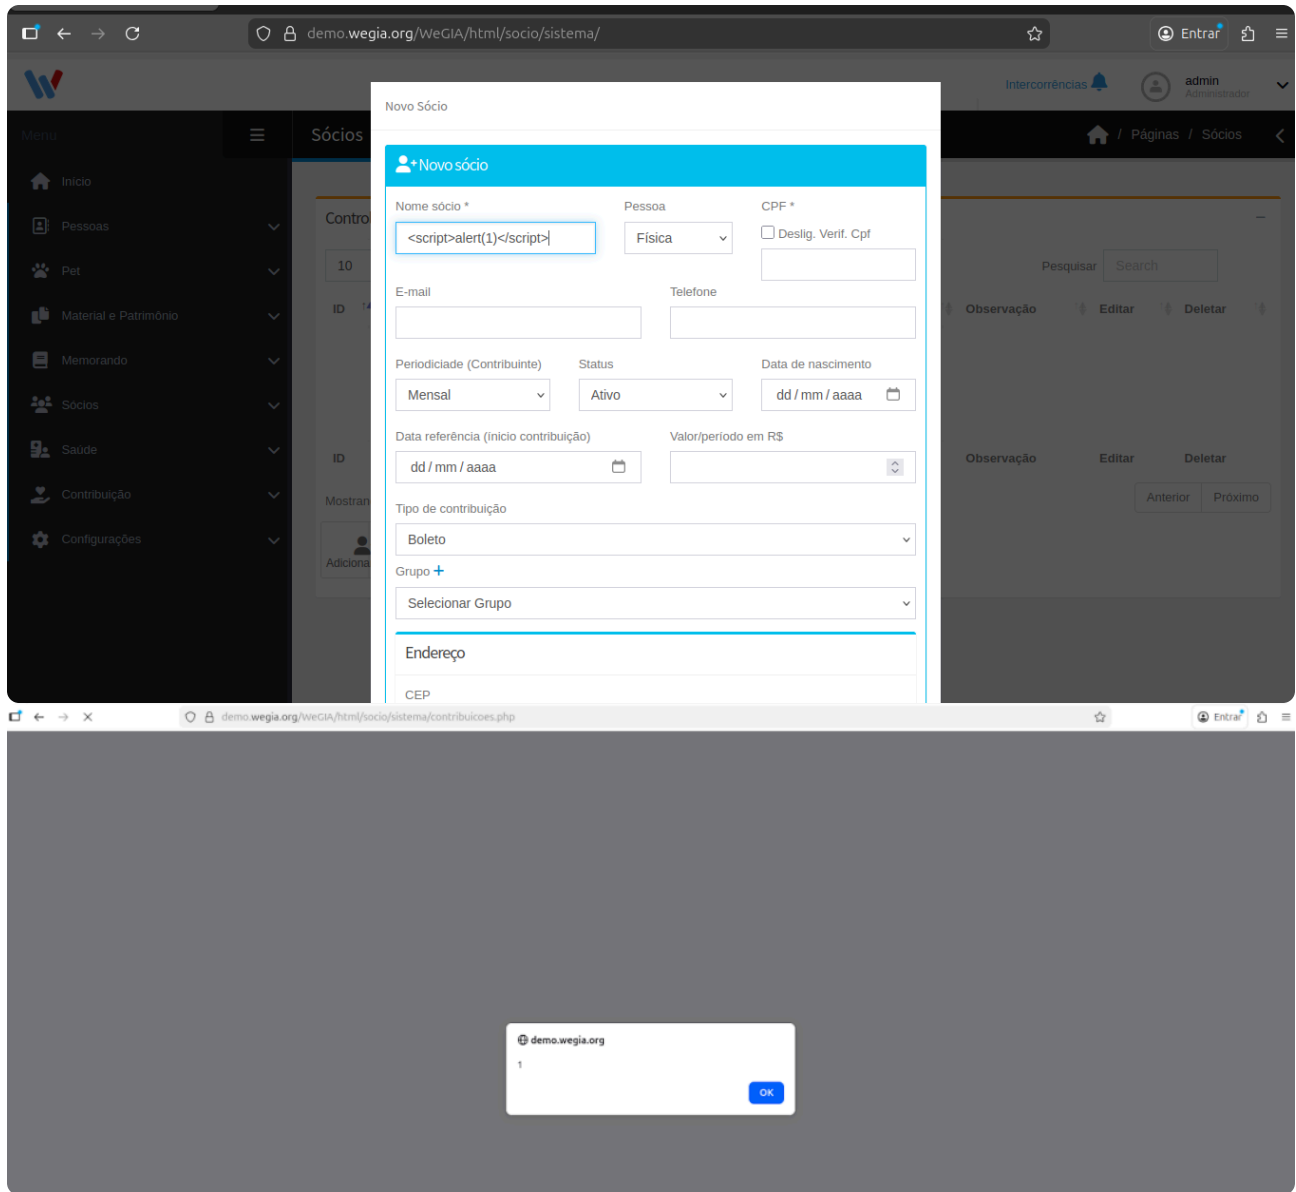 Entrar
demo.wegia.org/WeGIA/html/socio/sistema/
Intercorrências
admin
Administrador
Menu
Sócios
/ Páginas / Sócios
Novo Sócio
Novo sócio
Início
Pessoas
Pet
Material e Patrimônio
Memorando
Sócios
Saúde
Contribuição
Configurações
Contro
10
Pesquisar
Search
ID
Observação
Editar
Deletar
ID
Observação
Editar
Deletar
Mostran
Anterior
Próximo
Adiciona
Nome sócio *
Pessoa
CPF *
<script>alert(1)</script>
Física
Deslig. Verif. Cpf
E-mail
Telefone
Periodiciade (Contribuinte)
Status
Data de nascimento
Mensal
Ativo
dd / mm / aaaa
Data referência (ínicio contribuição)
Valor/período em R$
dd / mm / aaaa
Tipo de contribuição
Boleto
Grupo +
Selecionar Grupo
Endereço
CEP
demo.wegia.org/WeGIA/html/socio/sistema/contribuicoes.php
Entrar
demo.wegia.org
1
OK